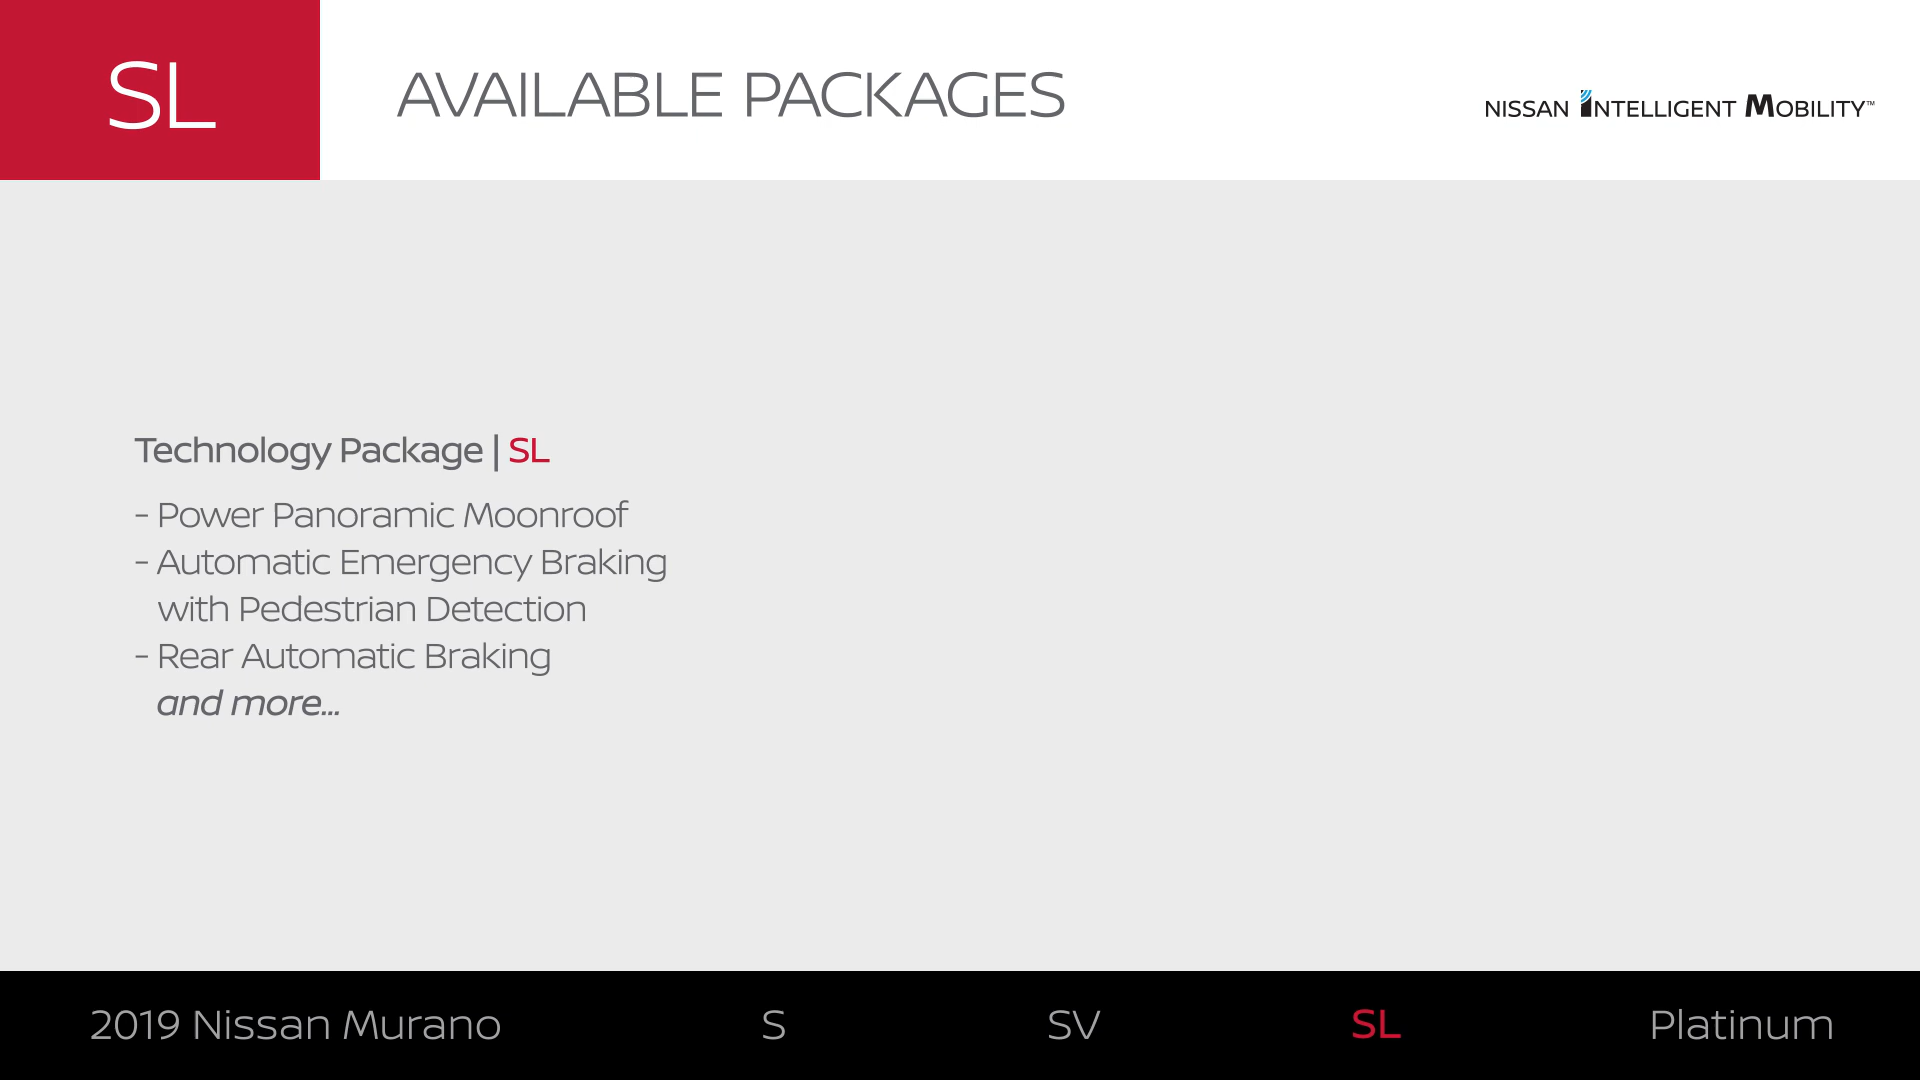 SL
AVAILABLE PACKAGES
NISSAN INTELLIGENT MOBILITY™
Technology Package | SL
- Power Panoramic Moonroof
- Automatic Emergency Braking
with Pedestrian Detection
- Rear Automatic Braking
and more...
2019 Nissan Murano S SV SL Platinum